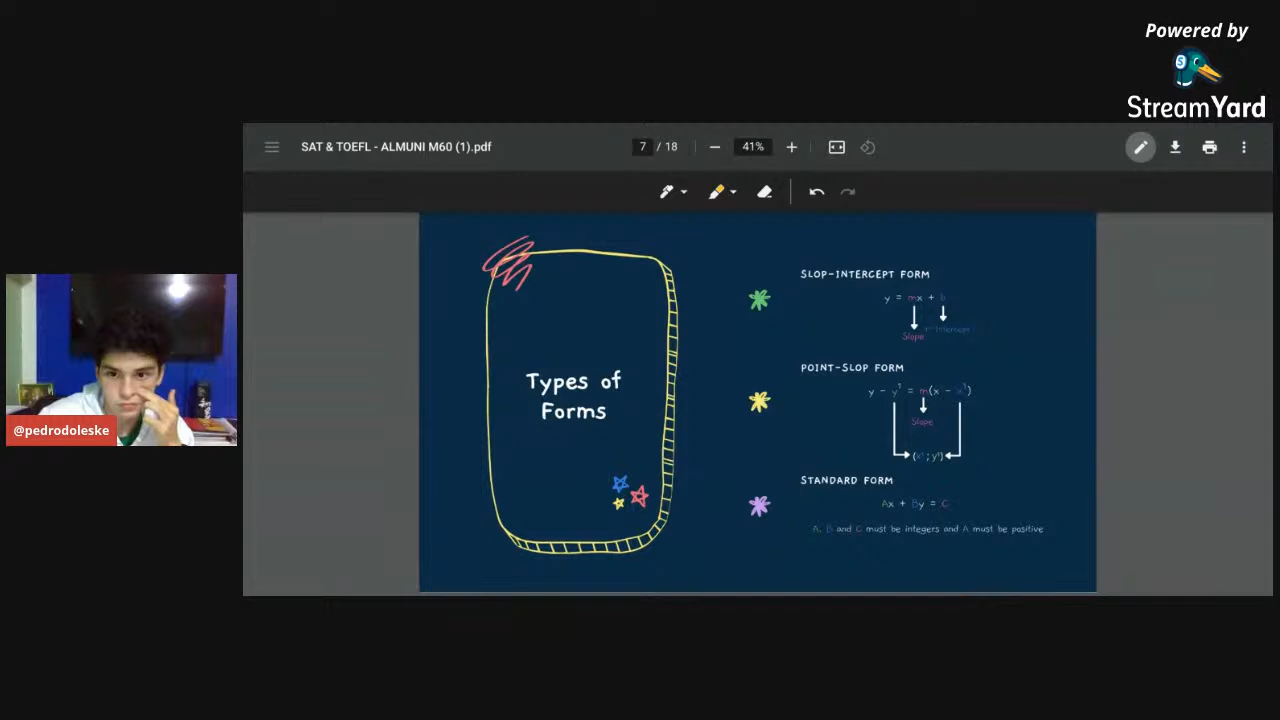 Powered by
StreamYard
SAT & TOEFL - ALMUNI M60 (1).pdf
7 / 18
41%
Types of
Forms
SLOP-INTERCEPT FORM
y = mx + b
Slope
Y-Intercept
POINT-SLOP FORM
y - y¹ = m(x - x¹)
Slope
(x¹; y¹)
STANDARD FORM
Ax + By = C
A, B and C must be integers and A must be positive
@pedrodoleske